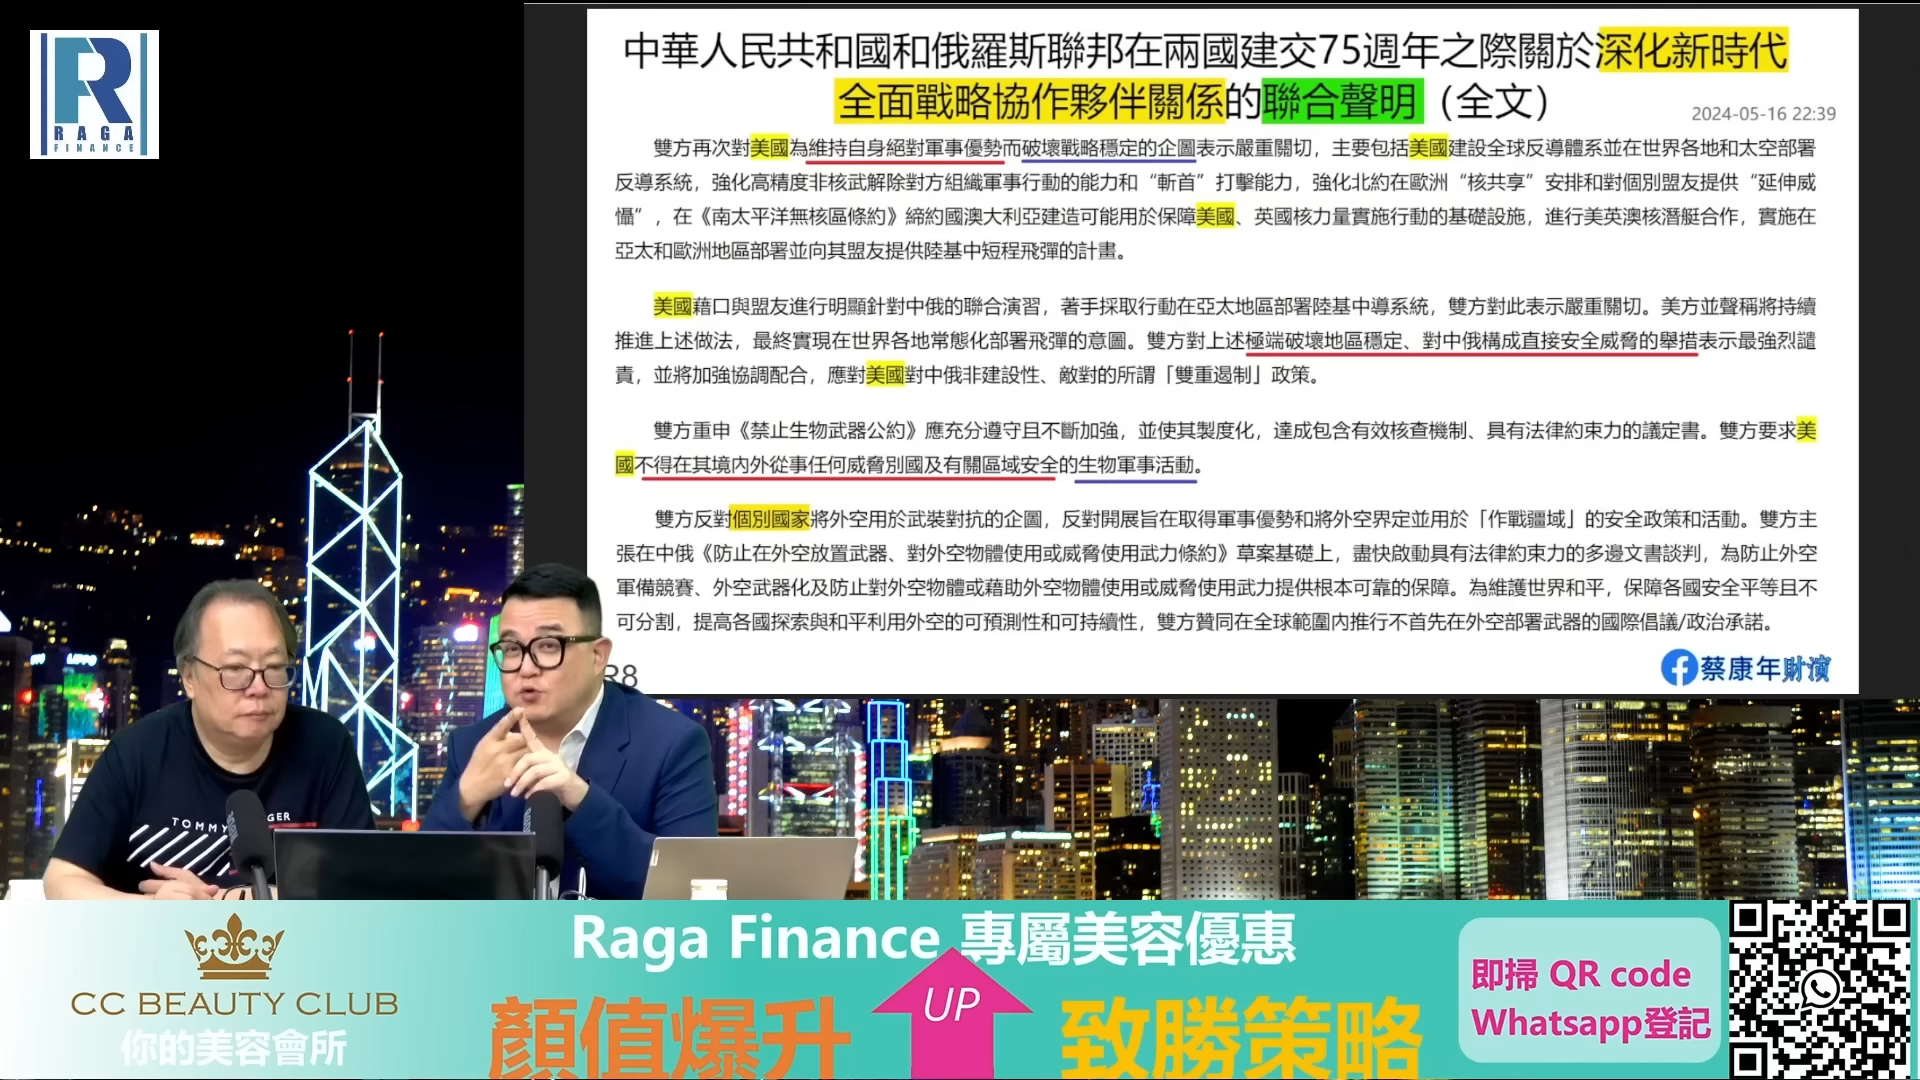 RAGA
FINANCE
中華人民共和國和俄羅斯聯邦在兩國建交75週年之際關於深化新時代
全面戰略協作夥伴關係的聯合聲明（全文）
2024-05-16 22:39
雙方再次對美國為維持自身絕對軍事優勢而破壞戰略穩定的企圖表示嚴重關切，主要包括美國建設全球反導體系並在世界各地和太空部署
反導系統，強化高精度非核武解除對方組織軍事行動的能力和“斬首”打擊能力，強化北約在歐洲“核共享”安排和對個別盟友提供“延伸威
懾”，在《南太平洋無核區條約》締約國澳大利亞建造可能用於保障美國、英國核力量實施行動的基礎設施，進行美英澳核潛艇合作，實施在
亞太和歐洲地區部署並向其盟友提供陸基中短程飛彈的計畫。
美國藉口與盟友進行明顯針對中俄的聯合演習，著手採取行動在亞太地區部署陸基中導系統，雙方對此表示嚴重關切。美方並聲稱將持續
推進上述做法，最終實現在世界各地常態化部署飛彈的意圖。雙方對上述極端破壞地區穩定、對中俄構成直接安全威脅的舉措表示最強烈譴
責，並將加強協調配合，應對美國對中俄非建設性、敵對的所謂「雙重遏制」政策。
雙方重申《禁止生物武器公約》應充分遵守且不斷加強，並使其製度化，達成包含有效核查機制、具有法律約束力的議定書。雙方要求美
國不得在其境內外從事任何威脅別國及有關區域安全的生物軍事活動。
雙方反對個別國家將外空用於武裝對抗的企圖，反對開展旨在取得軍事優勢和將外空界定並用於「作戰疆域」的安全政策和活動。雙方主
張在中俄《防止在外空放置武器、對外空物體使用或威脅使用武力條約》草案基礎上，盡快啟動具有法律約束力的多邊文書談判，為防止外空
軍備競賽、外空武器化及防止對外空物體或藉助外空物體使用或威脅使用武力提供根本可靠的保障。為維護世界和平，保障各國安全平等且不
可分割，提高各國探索與和平利用外空的可預測性和可持續性，雙方贊同在全球範圍內推行不首先在外空部署武器的國際倡議/政治承諾。
R8
蔡康年財演
TOMMY GER
CC BEAUTY CLUB
你的美容會所
Raga Finance 專屬美容優惠
顏值爆升 UP 致勝策略
即掃 QR code
Whatsapp登記